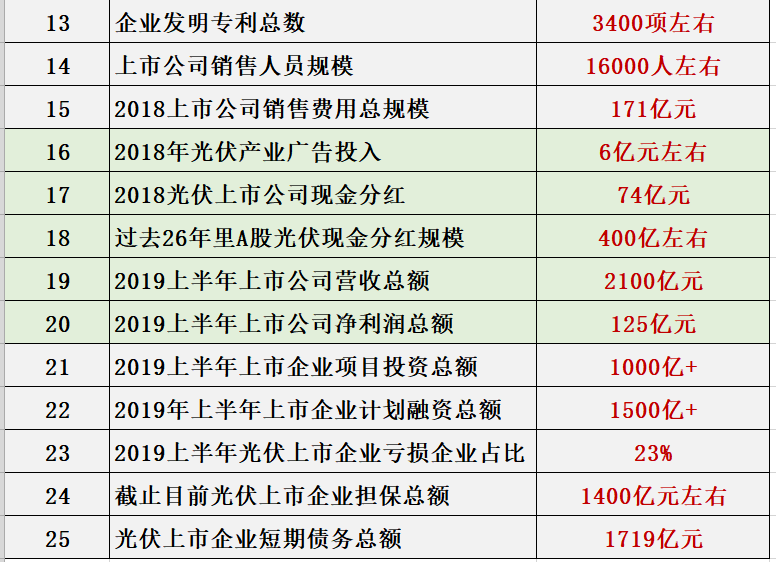 13 企业发明专利总数 3400项左右
14 上市公司销售人员规模 16000人左右
15 2018上市公司销售费用总规模 171亿元
16 2018年光伏产业广告投入 6亿元左右
17 2018光伏上市公司现金分红 74亿元
18 过去26年里A股光伏现金分红规模 400亿左右
19 2019上半年上市公司营收总额 2100亿元
20 2019上半年上市公司净利润总额 125亿元
21 2019上半年上市企业项目投资总额 1000亿+
22 2019年上半年上市企业计划融资总额 1500亿+
23 2019上半年光伏上市企业亏损企业占比 23%
24 截止目前光伏上市企业担保总额 1400亿元左右
25 光伏上市企业短期债务总额 1719亿元